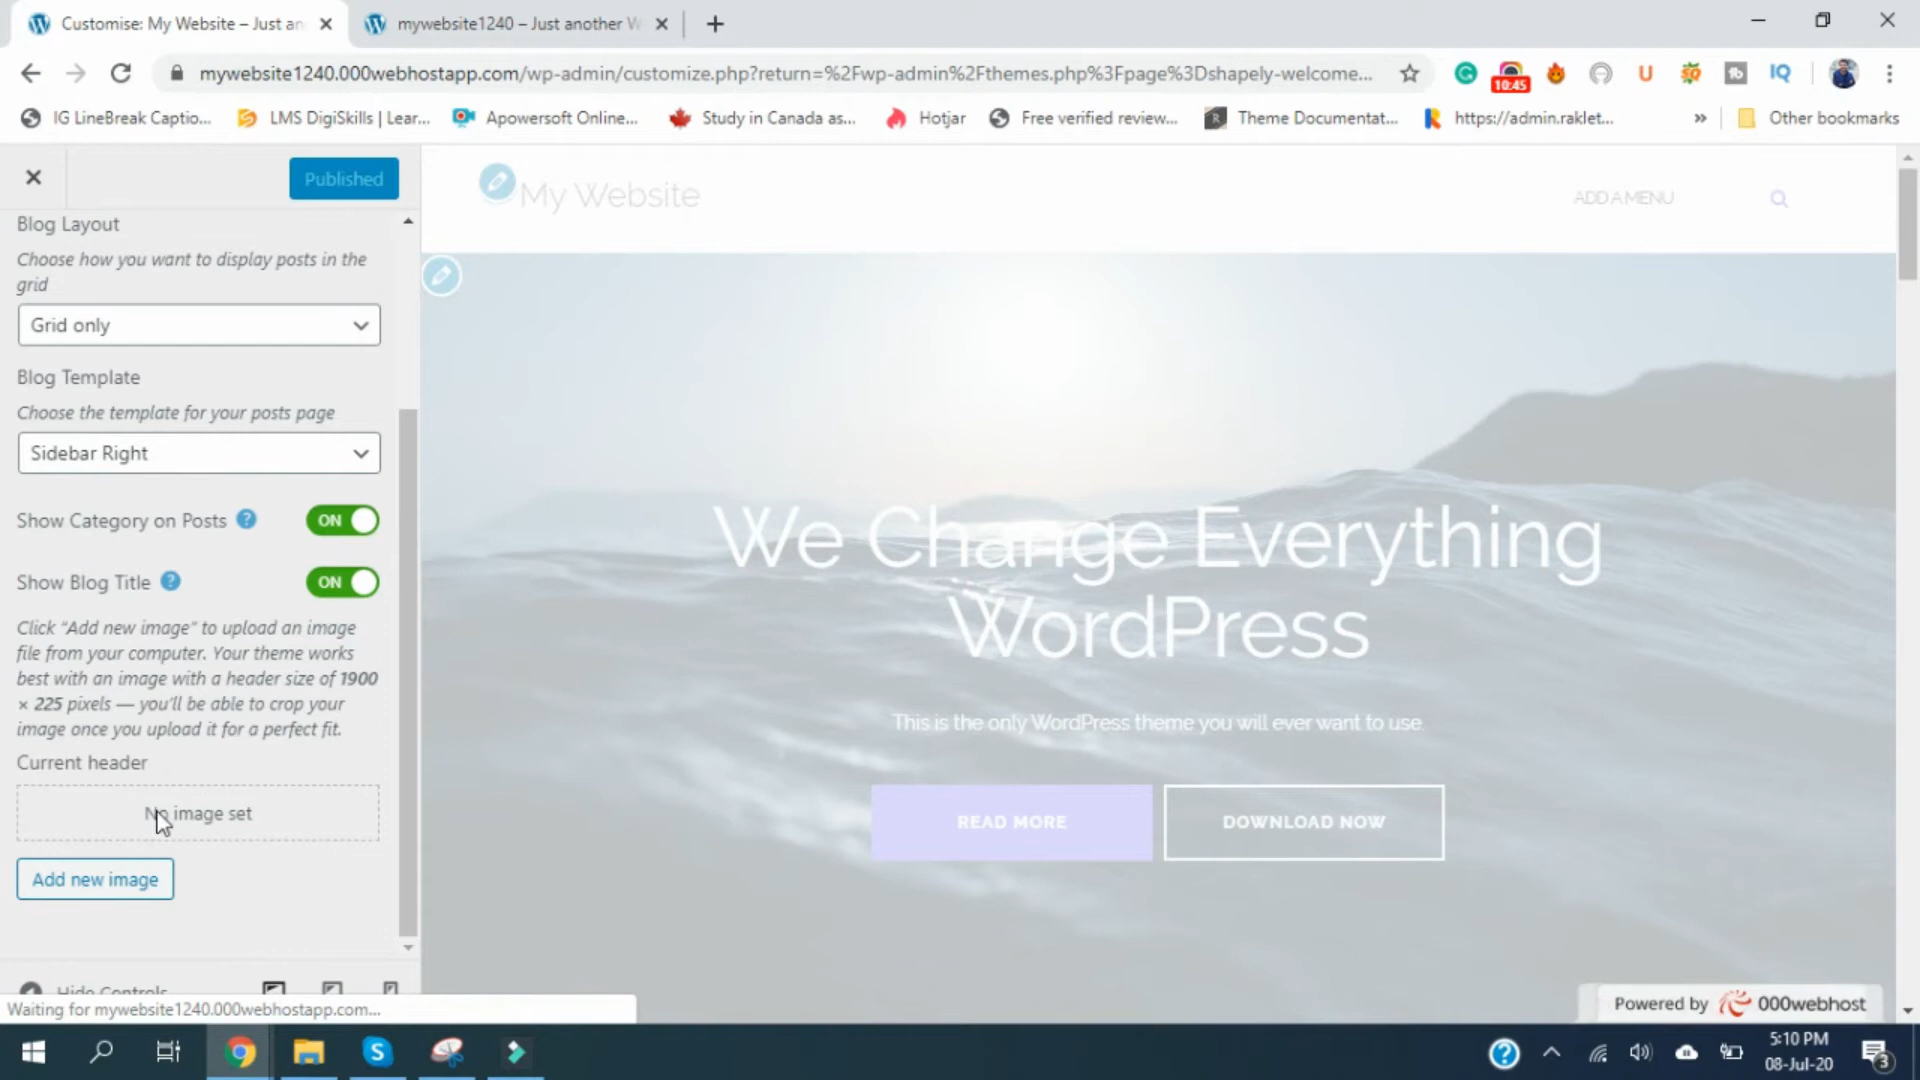 Customise: My Website – Just an
mywebsite1240 – Just another W
mywebsite1240.000webhostapp.com/wp-admin/customize.php?return=%2Fwp-admin%2Fthemes.php%3Fpage%3Dshapely-welcome...
10:45
U
tb
IQ
IG LineBreak Captio...
LMS DigiSkills | Lear...
Apowersoft Online...
Study in Canada as...
Hotjar
Free verified review...
Theme Documentat...
https://admin.raklet...
»
Other bookmarks
Published
Blog Layout
Choose how you want to display posts in the
grid
Grid only
Blog Template
Choose the template for your posts page
Sidebar Right
Show Category on Posts ? ON
Show Blog Title ? ON
Click “Add new image” to upload an image
file from your computer. Your theme works
best with an image with a header size of 1900
× 225 pixels — you’ll be able to crop your
image once you upload it for a perfect fit.
Current header
No image set
Add new image
Hide Controls
Waiting for mywebsite1240.000webhostapp.com...
My Website
ADD A MENU
We Change Everything
WordPress
This is the only WordPress theme you will ever want to use.
READ MORE
DOWNLOAD NOW
Powered by 000webhost
S
?
5:10 PM
08-Jul-20
3